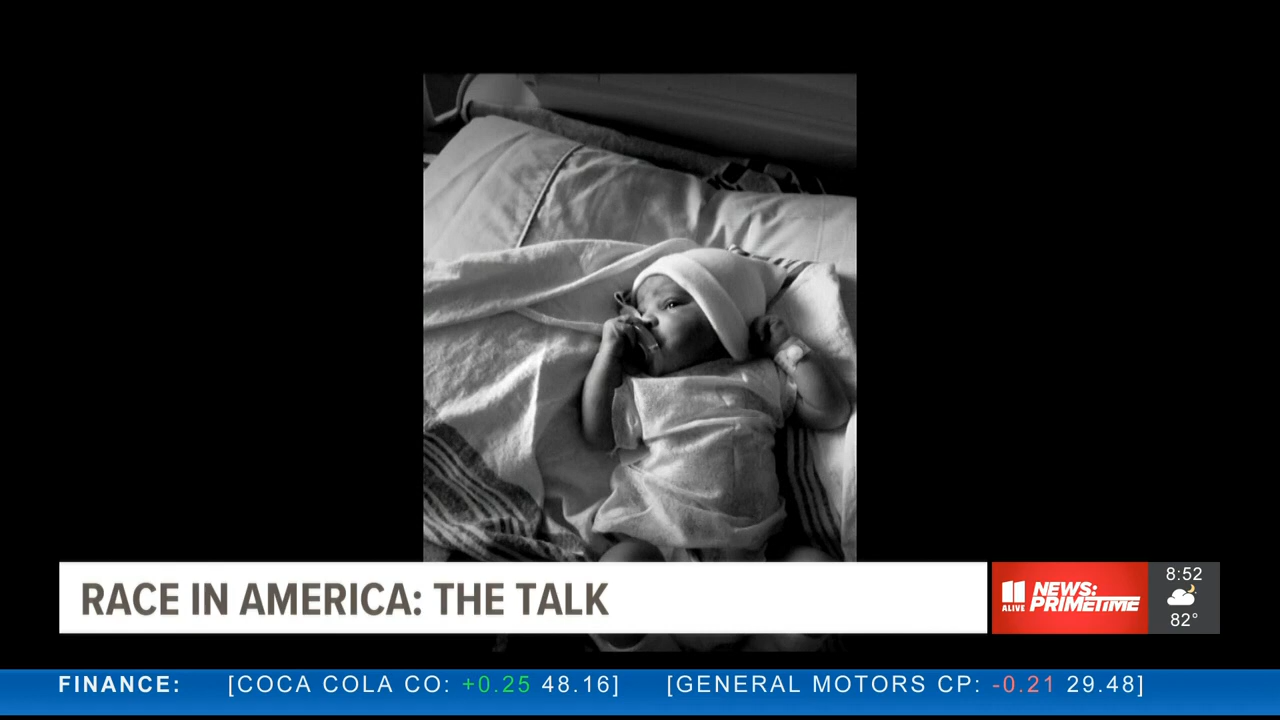 RACE IN AMERICA: THE TALK
11 ALIVE NEWS: PRIMETIME
8:52
82°
FINANCE: [COCA COLA CO: +0.25 48.16] [GENERAL MOTORS CP: -0.21 29.48]